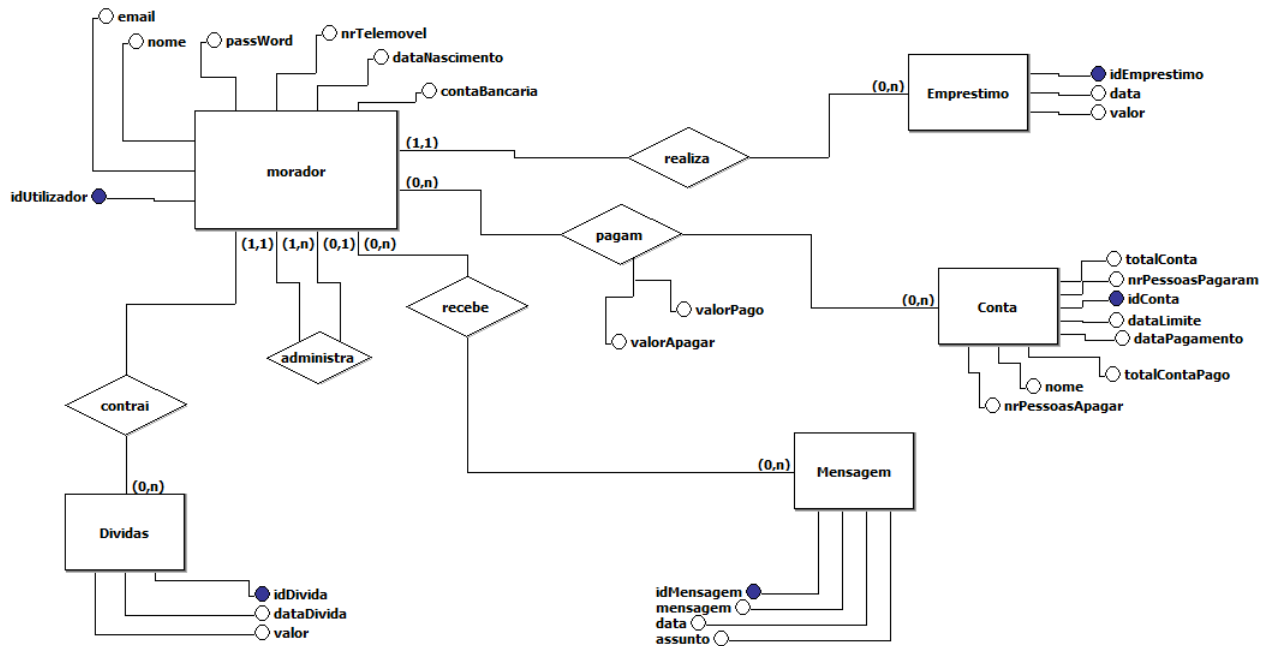 email
nome
passWord
nrTelemovel
dataNascimento
contaBancaria
morador
idUtilizador
(1,1)
(0,n)
(1,1)
(1,n)
(0,1)
(0,n)
realiza
(0,n)
Emprestimo
idEmprestimo
data
valor
pagam
valorPago
valorApagar
(0,n)
Conta
totalConta
nrPessoasPagaram
idConta
dataLimite
dataPagamento
totalContaPago
nome
nrPessoasApagar
recebe
administra
contrai
(0,n)
Mensagem
idMensagem
mensagem
data
assunto
(0,n)
Dividas
idDivida
dataDivida
valor